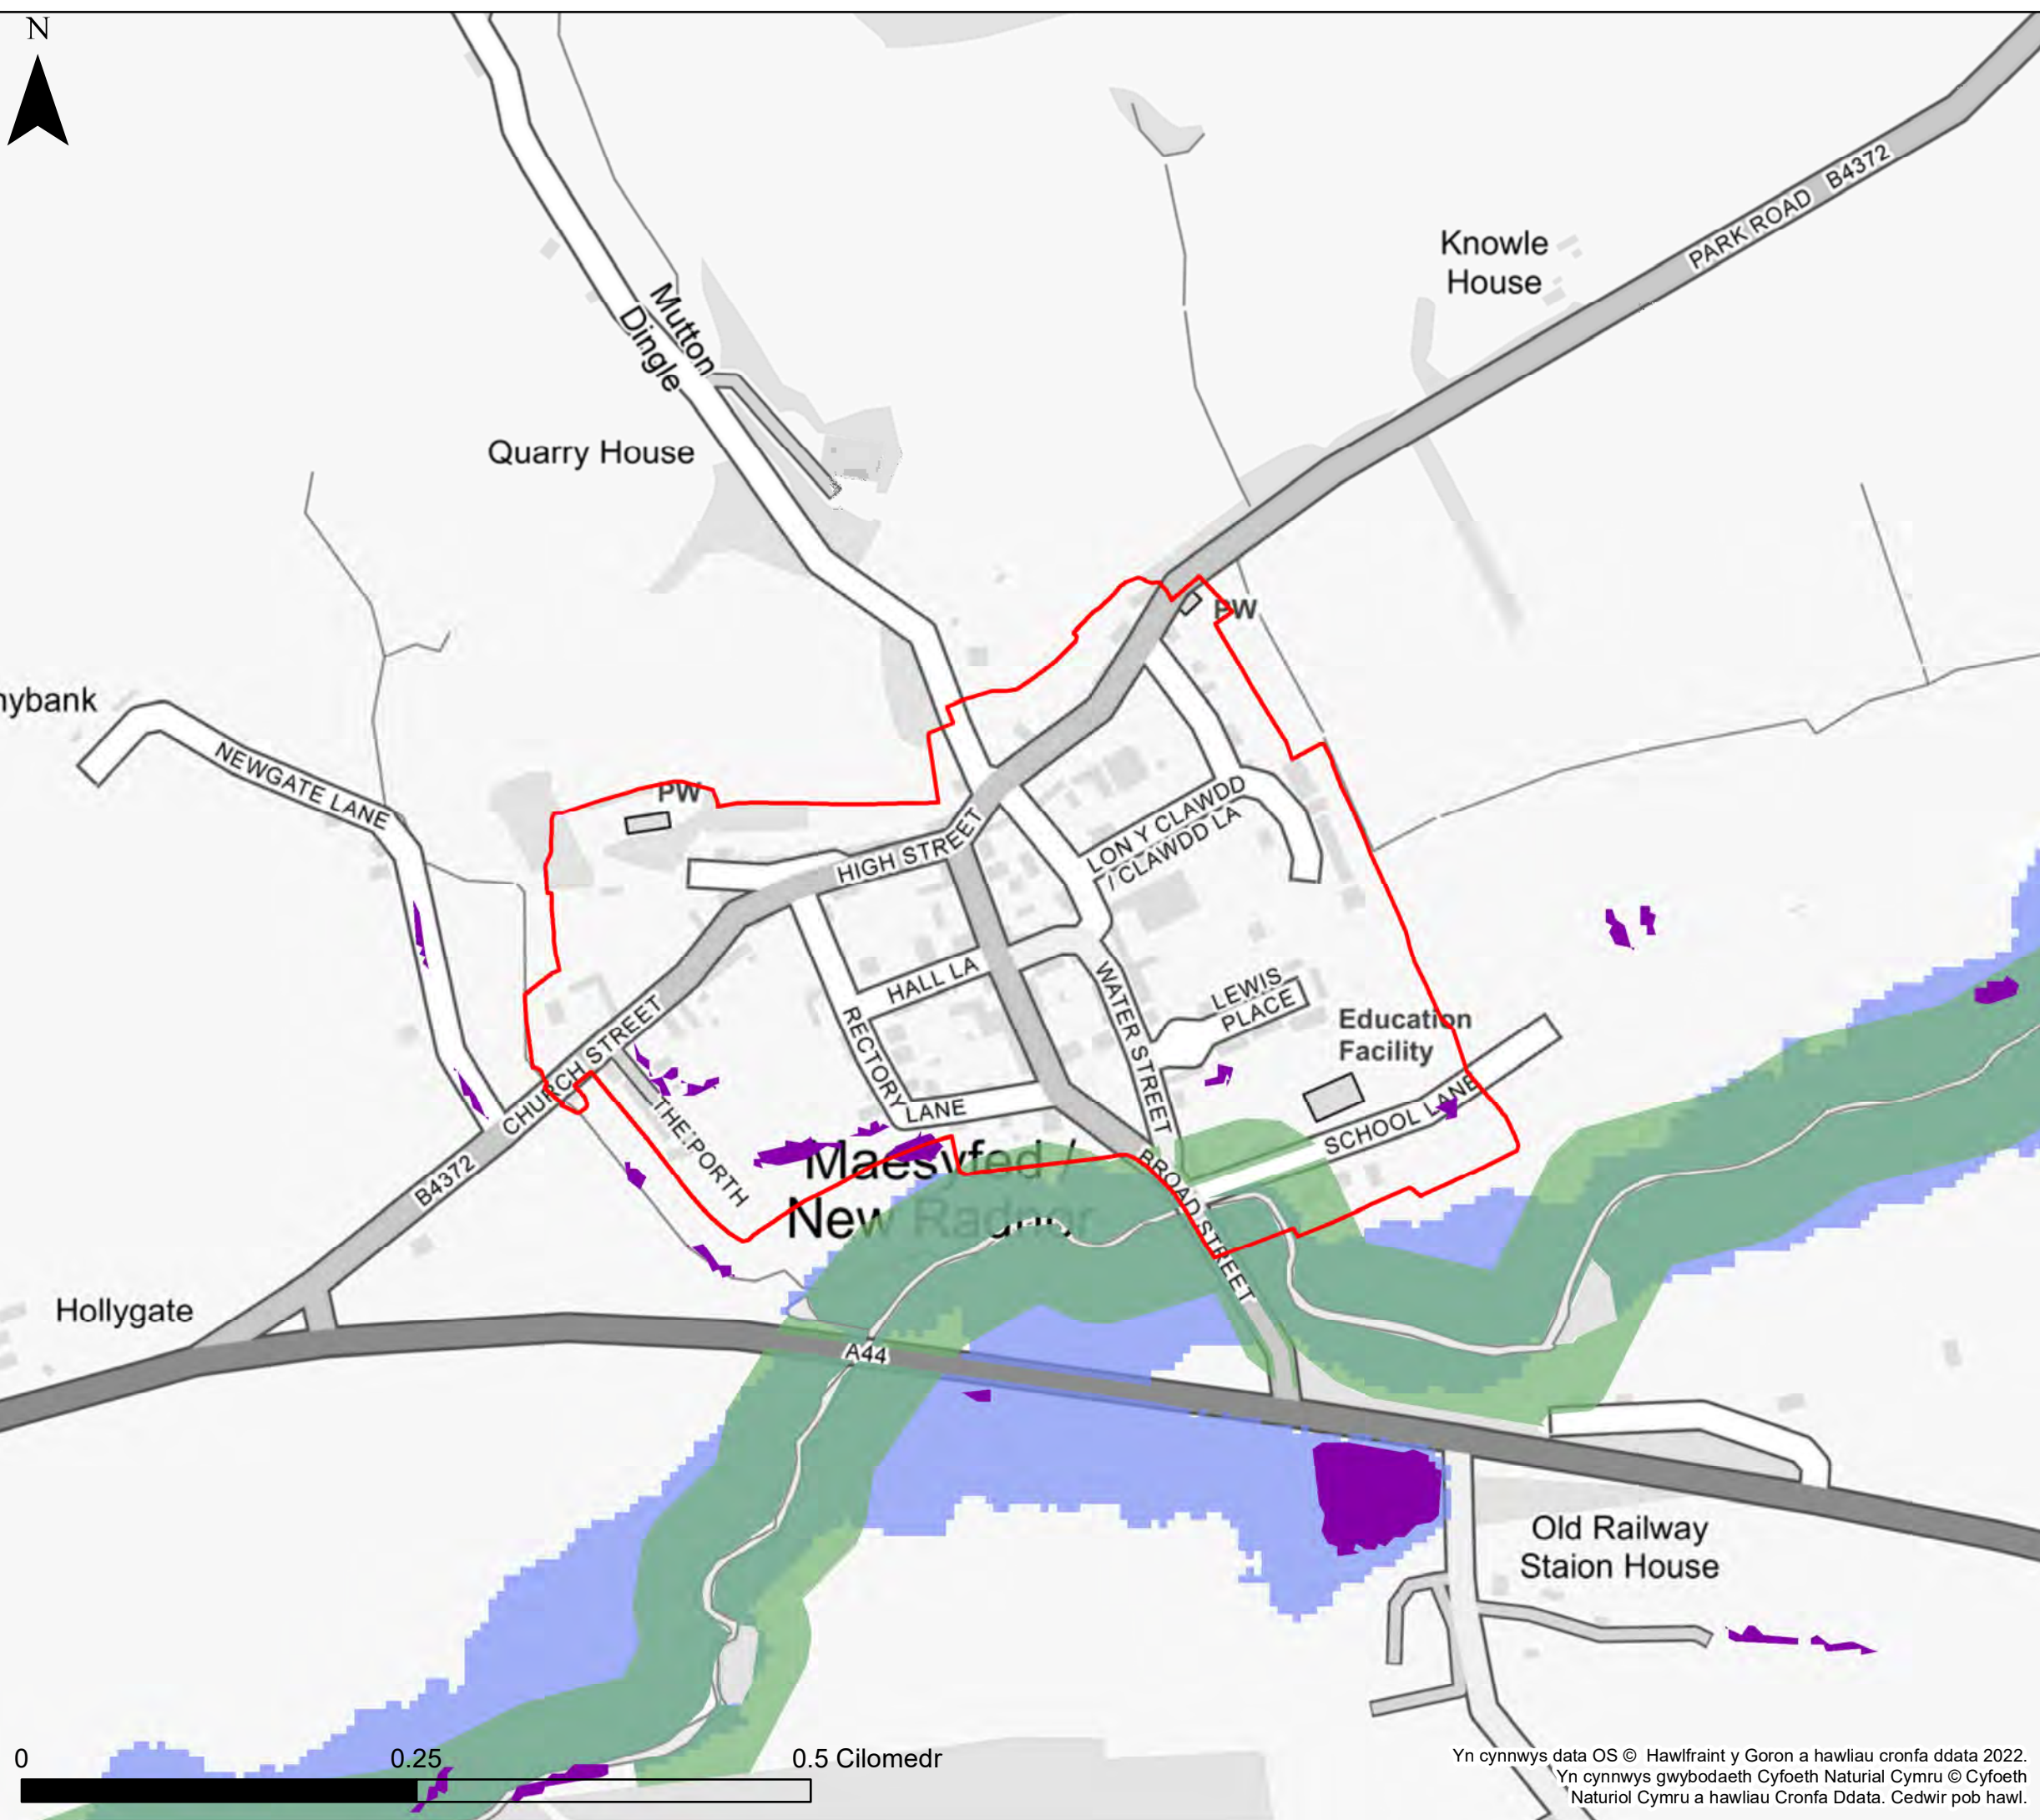 N
PARK ROAD B4372
Knowle
House
Mutton
Dingle
Quarry House
PW
nybank
NEWGATE LANE
PW
LON Y CLAWDD
/ CLAWDD LA
HIGH STREET
HALL LA
WATER STREET
LEWIS
PLACE
RECTORY LANE
Education
Facility
CHURCH STREET
THE PORTH
SCHOOL LANE
Maesyfed /
New Radnor
BROAD STREET
B4372
Hollygate
A44
Old Railway
Staion House
0 0.25 0.5 Cilomedr
Yn cynnwys data OS © Hawlfraint y Goron a hawliau cronfa ddata 2022.
Yn cynnwys gwybodaeth Cyfoeth Naturial Cymru © Cyfoeth
Naturiol Cymru a hawliau Cronfa Ddata. Cedwir pob hawl.